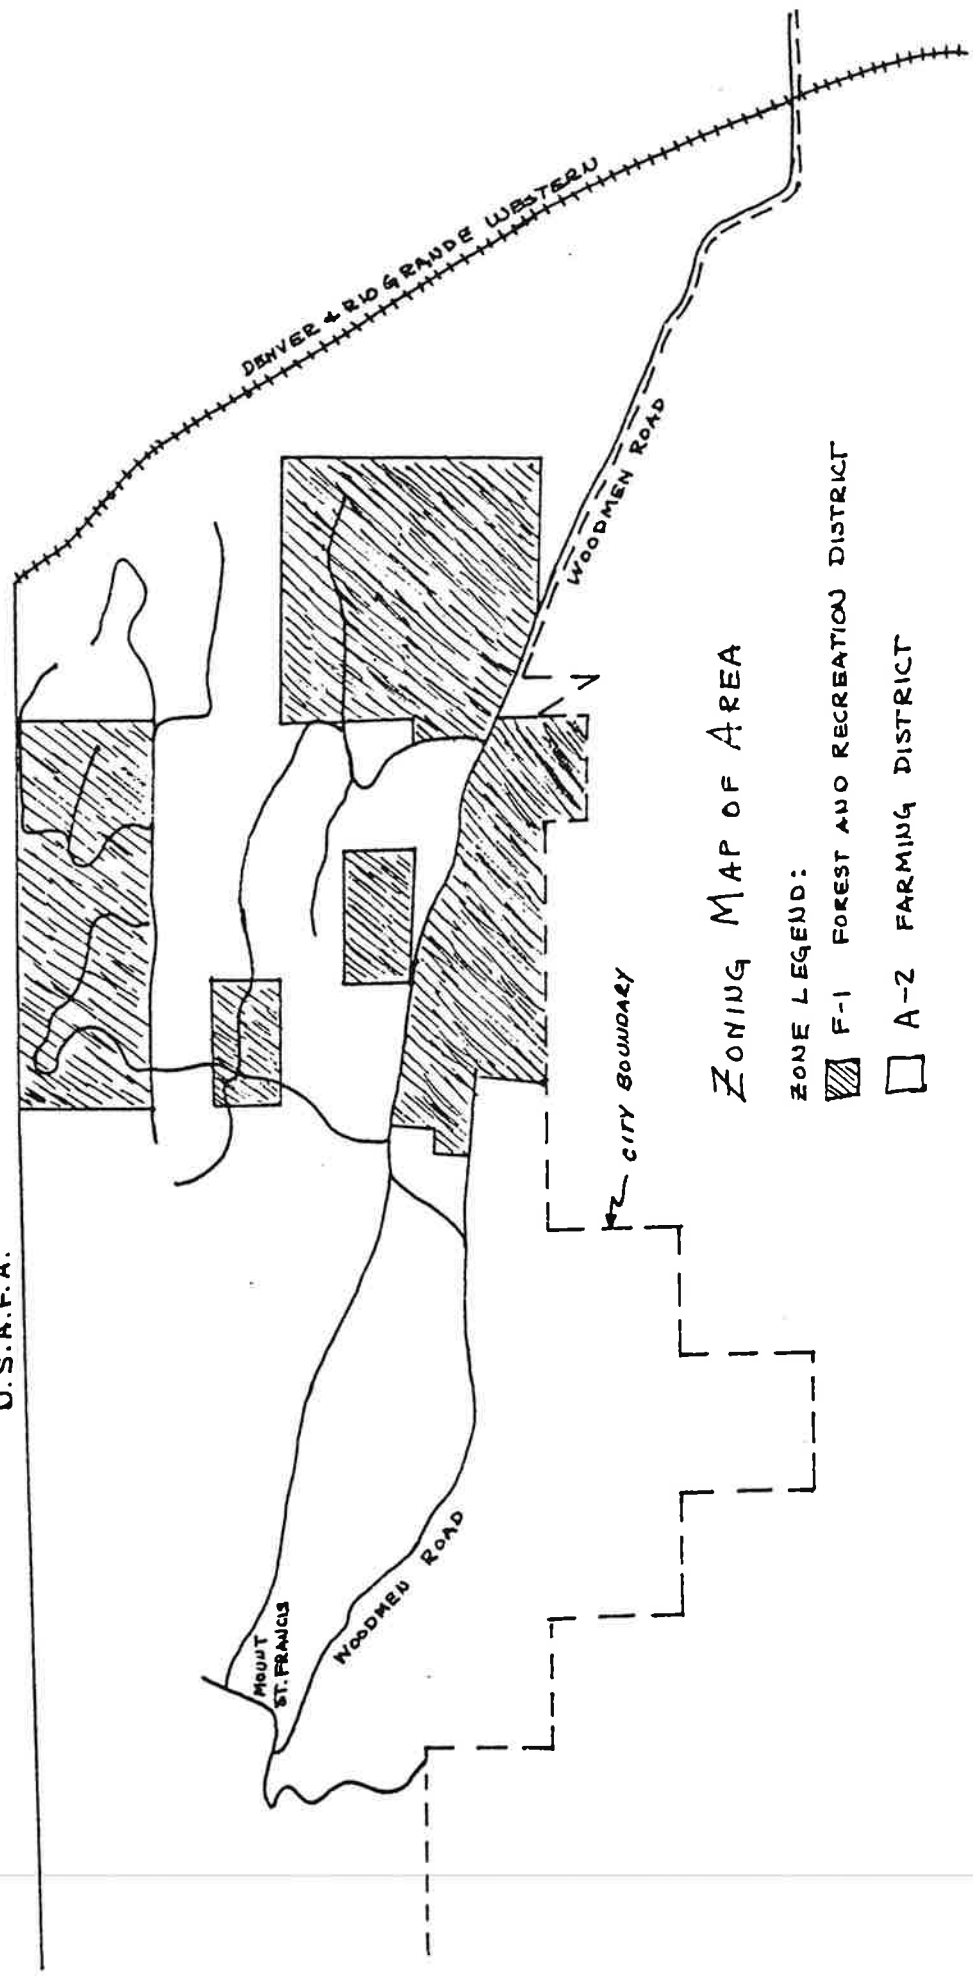 U.S.A.F.A.
DENVER & RIO GRANDE WESTERN
WOODMEN ROAD
MOUNT
ST. FRANCIS
WOODMEN ROAD
CITY BOUNDARY
ZONING MAP OF AREA
ZONE LEGEND:
F-1 FOREST AND RECREATION DISTRICT
A-2 FARMING DISTRICT